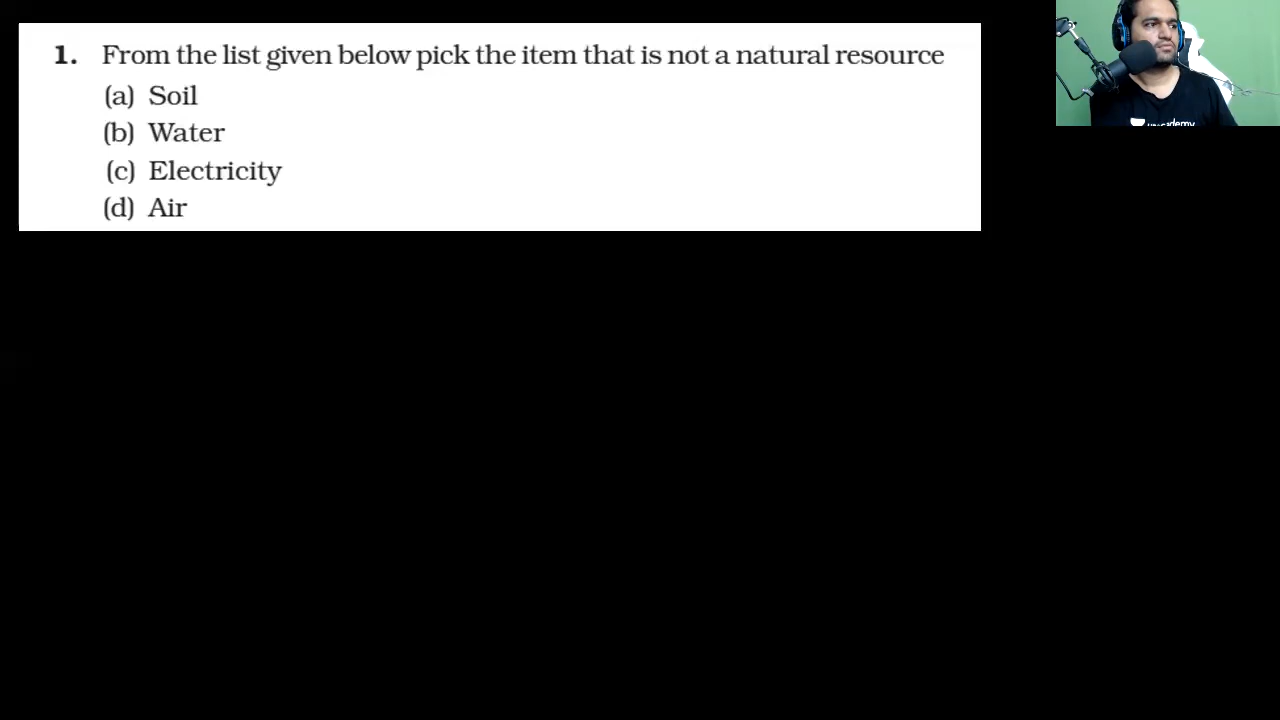 1. From the list given below pick the item that is not a natural resource
(a) Soil
(b) Water
(c) Electricity
(d) Air